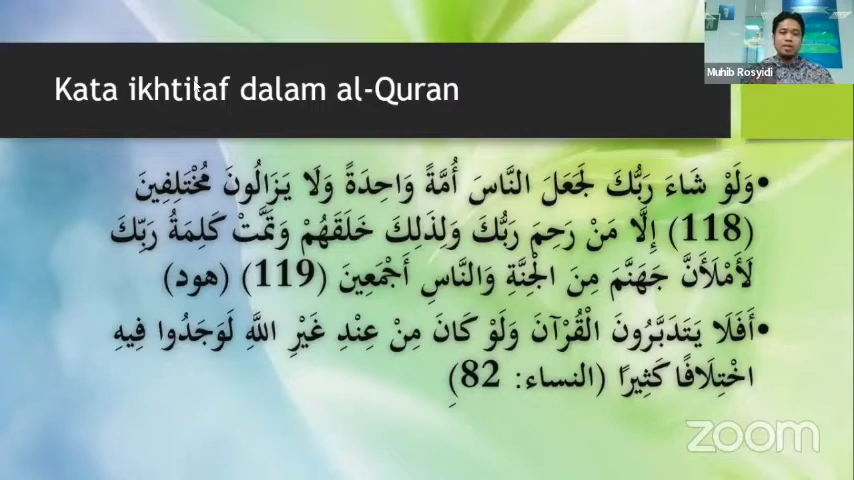 Muhib Rosyidi
Kata ikhtilaf dalam al-Quran
•وَلَوْ شَاءَ رَبُّكَ لَجَعَلَ النَّاسَ أُمَّةً وَاحِدَةً وَلَا يَزَالُونَ مُخْتَلِفِينَ
(118) إِلَّا مَنْ رَحِمَ رَبُّكَ وَلِذَلِكَ خَلَقَهُمْ وَتَمَّتْ كَلِمَةُ رَبِّكَ
لَأَمْلَأَنَّ جَهَنَّمَ مِنَ الْجِنَّةِ وَالنَّاسِ أَجْمَعِينَ (119) (هود)
•أَفَلَا يَتَدَبَّرُونَ الْقُرْآنَ وَلَوْ كَانَ مِنْ عِنْدِ غَيْرِ اللَّهِ لَوَجَدُوا فِيهِ
اخْتِلَافًا كَثِيرًا (النساء: 82)ِ
zoom